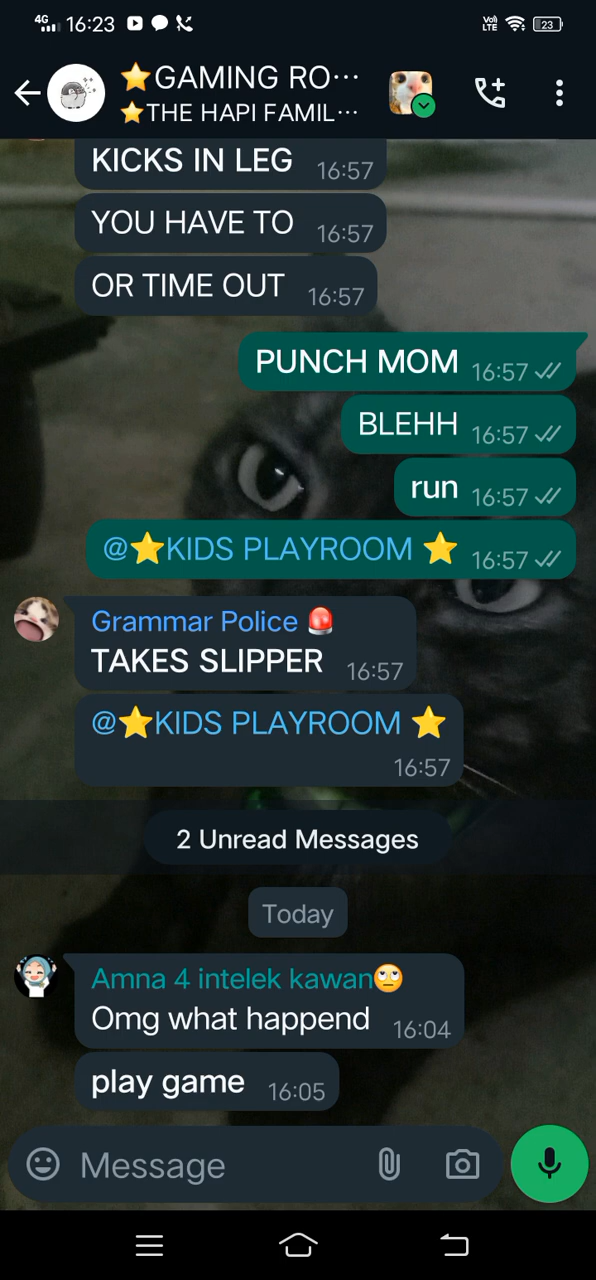 4G 16:23 Vo) LTE 23
⭐GAMING RO...
⭐THE HAPI FAMIL...
KICKS IN LEG 16:57
YOU HAVE TO 16:57
OR TIME OUT 16:57
PUNCH MOM 16:57
BLEHH 16:57
run 16:57
@⭐KIDS PLAYROOM ⭐ 16:57
Grammar Police 🚨
TAKES SLIPPER 16:57
@⭐KIDS PLAYROOM ⭐
16:57
2 Unread Messages
Today
Amna 4 intelek kawan🙄
Omg what happend 16:04
play game 16:05
Message